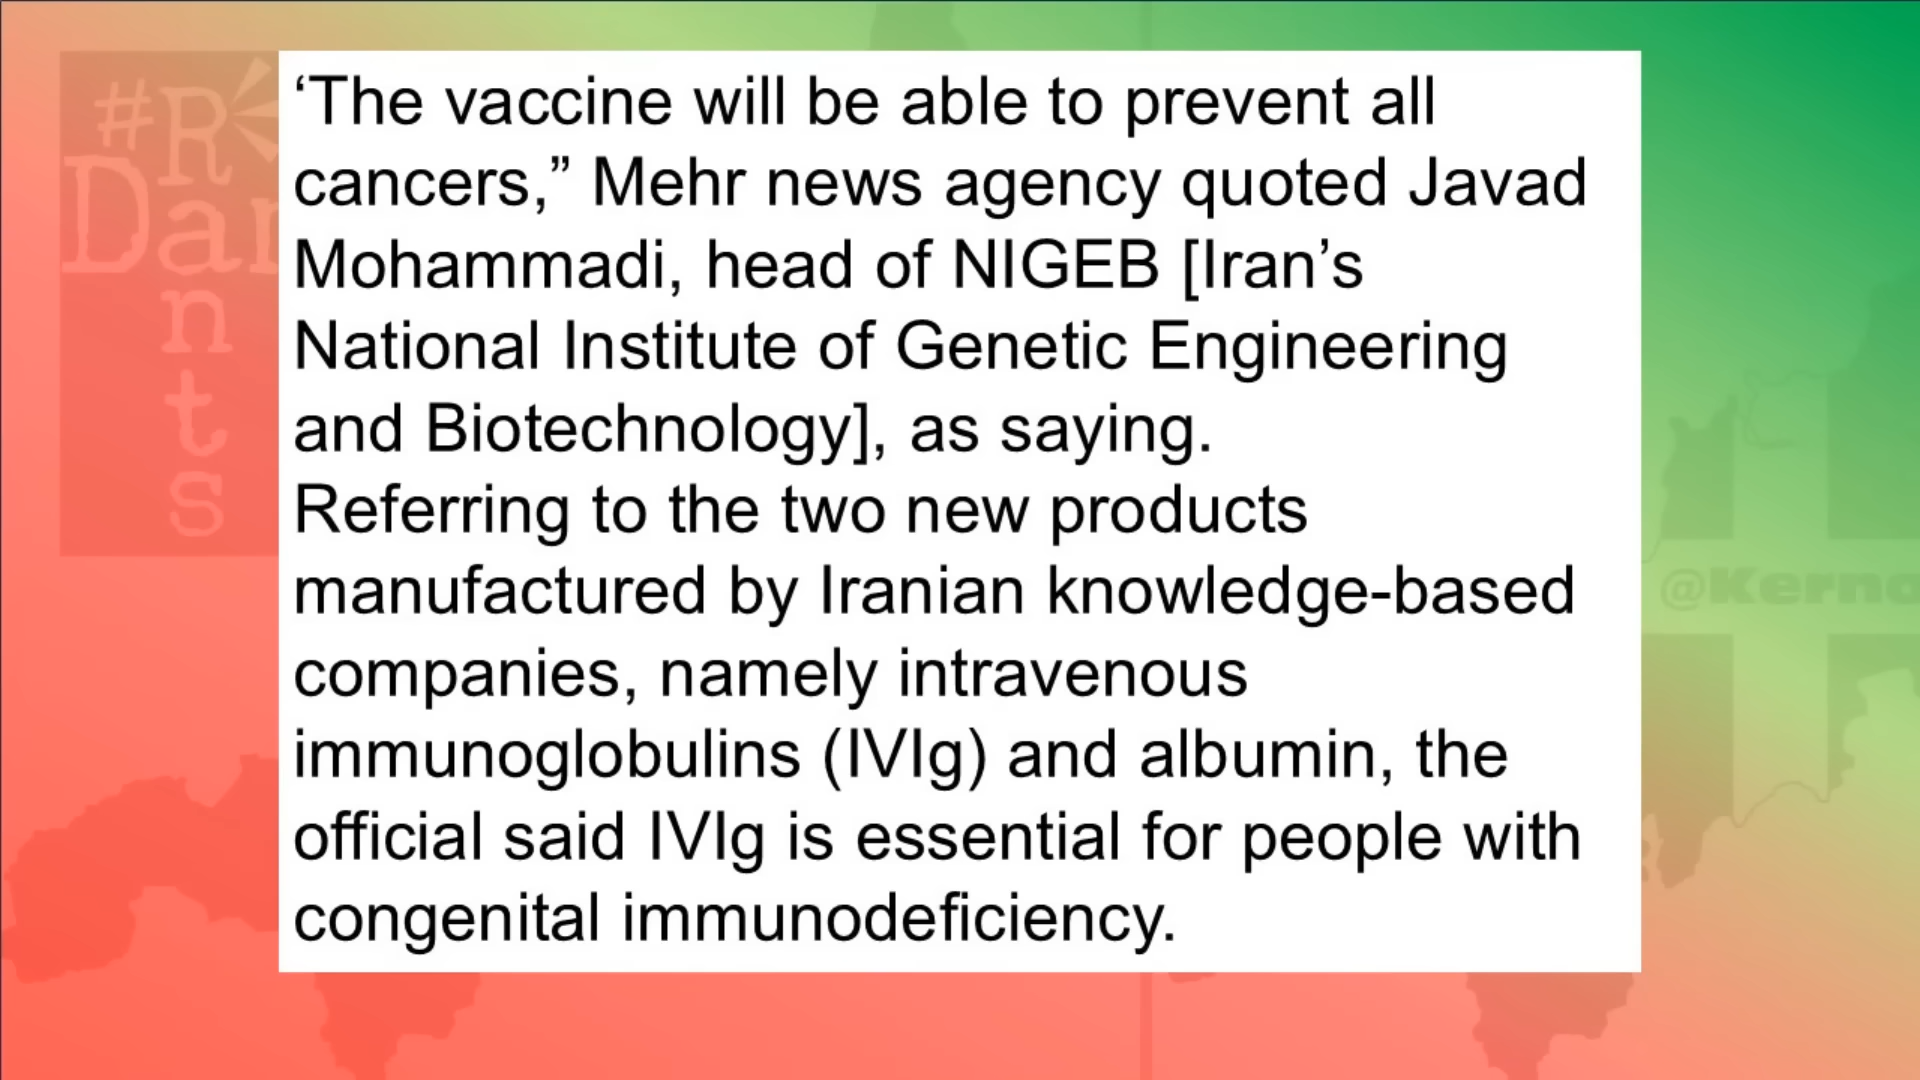 #R
Dan
n
t
s
‘The vaccine will be able to prevent all
cancers,” Mehr news agency quoted Javad
Mohammadi, head of NIGEB [Iran’s
National Institute of Genetic Engineering
and Biotechnology], as saying.
Referring to the two new products
manufactured by Iranian knowledge-based
companies, namely intravenous
immunoglobulins (IVIg) and albumin, the
official said IVIg is essential for people with
congenital immunodeficiency.
@Kerno